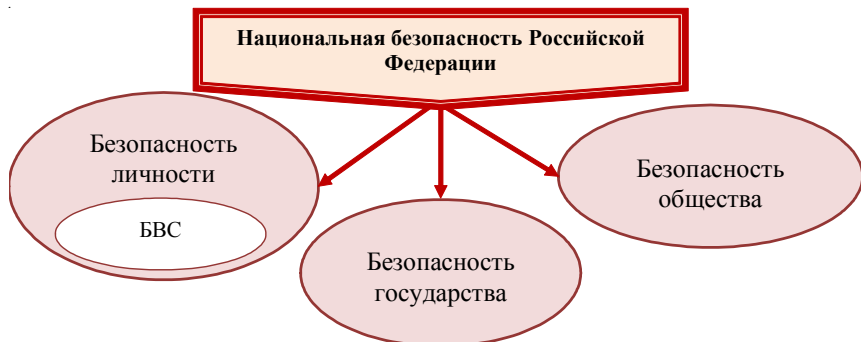 Национальная безопасность Российской
Федерации
Безопасность
личности
БВС
Безопасность
государства
Безопасность
общества